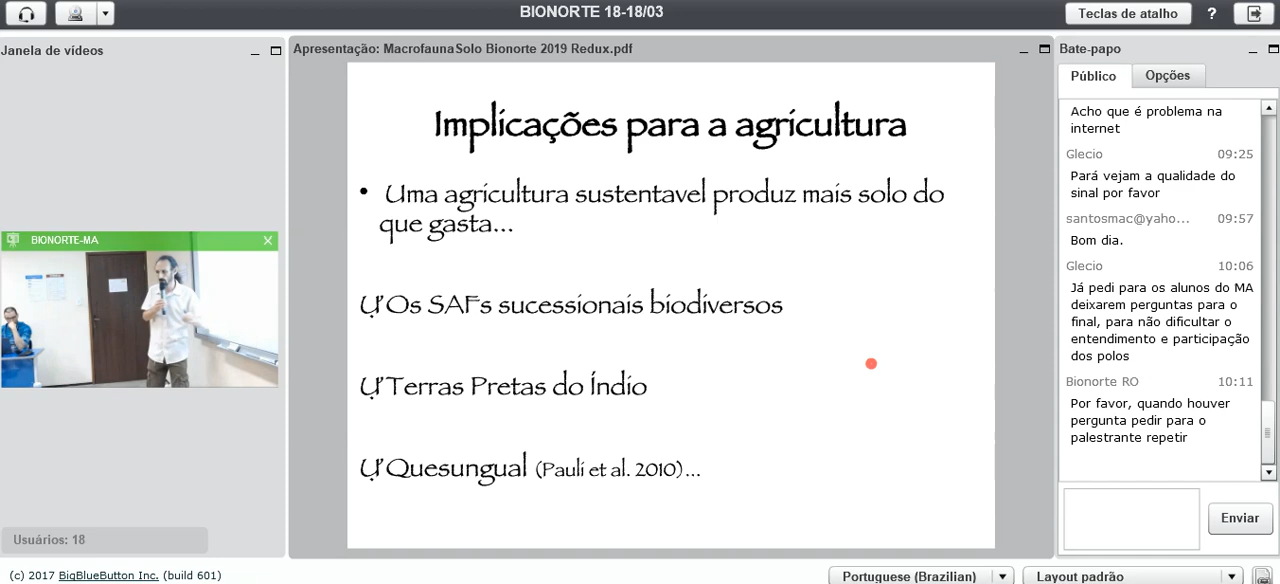 BIONORTE 18-18/03
Teclas de atalho
?
Janela de vídeos
BIONORTE-MA
Usuários: 18
Apresentação: MacrofaunaSolo Bionorte 2019 Redux.pdf
Implicações para a agricultura
• Uma agricultura sustentavel produz mais solo do
que gasta...
Ự Os SAFs sucessionais biodiversos
Ự Terras Pretas do Índio
Ự Quesungual (Pauli et al. 2010)...
Bate-papo
Público
Opções
Acho que é problema na
internet
Glecio 09:25
Pará vejam a qualidade do
sinal por favor
santosmac@yaho... 09:57
Bom dia.
Glecio 10:06
Já pedi para os alunos do MA
deixarem perguntas para o
final, para não dificultar o
entendimento e participação
dos polos
Bionorte RO 10:11
Por favor, quando houver
pergunta pedir para o
palestrante repetir
Enviar
(c) 2017 BigBlueButton Inc. (build 601)
Portuguese (Brazilian)
Layout padrão